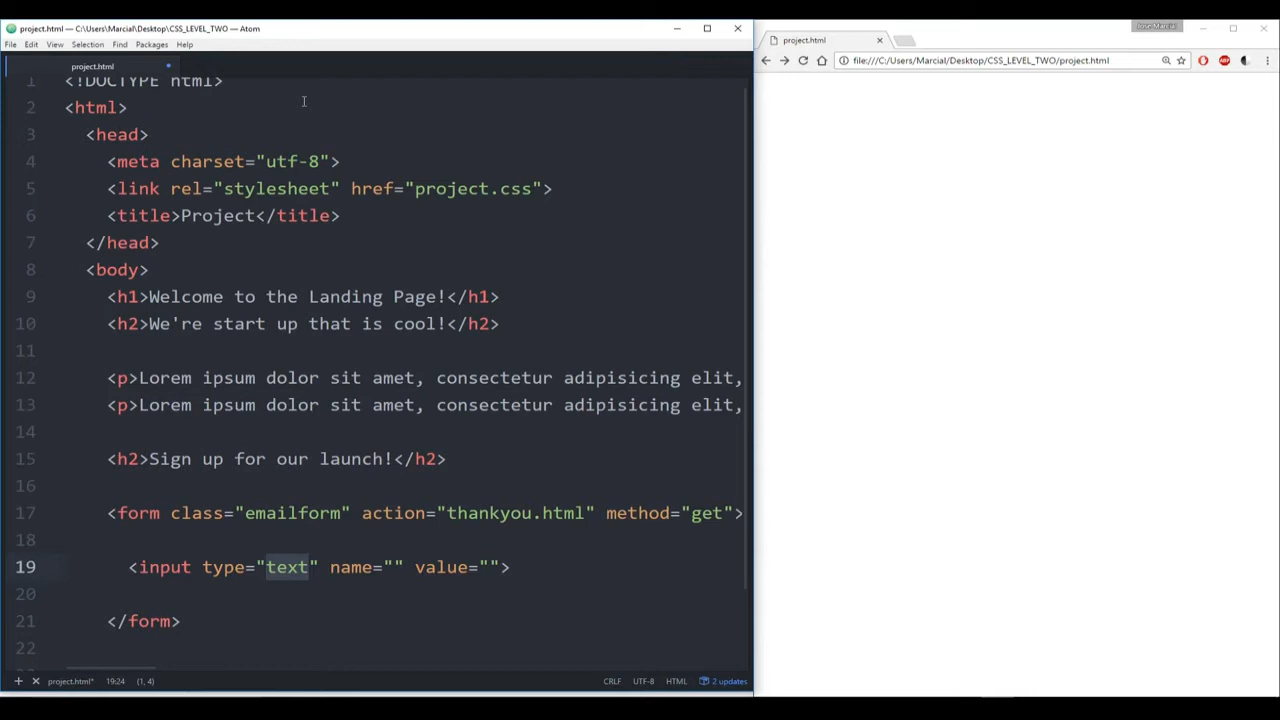 project.html — C:\Users\Marcial\Desktop\CSS_LEVEL_TWO — Atom
File Edit View Selection Find Packages Help
project.html
1 <!DOCTYPE html>
2 <html>
3 <head>
4 <meta charset="utf-8">
5 <link rel="stylesheet" href="project.css">
6 <title>Project</title>
7 </head>
8 <body>
9 <h1>Welcome to the Landing Page!</h1>
10 <h2>We're start up that is cool!</h2>
11
12 <p>Lorem ipsum dolor sit amet, consectetur adipisicing elit,
13 <p>Lorem ipsum dolor sit amet, consectetur adipisicing elit,
14
15 <h2>Sign up for our launch!</h2>
16
17 <form class="emailform" action="thankyou.html" method="get">
18
19 <input type="text" name="" value="">
20
21 </form>
22
project.html* 19:24 (1, 4) CRLF UTF-8 HTML 2 updates
project.html
file:///C:/Users/Marcial/Desktop/CSS_LEVEL_TWO/project.html
ABP